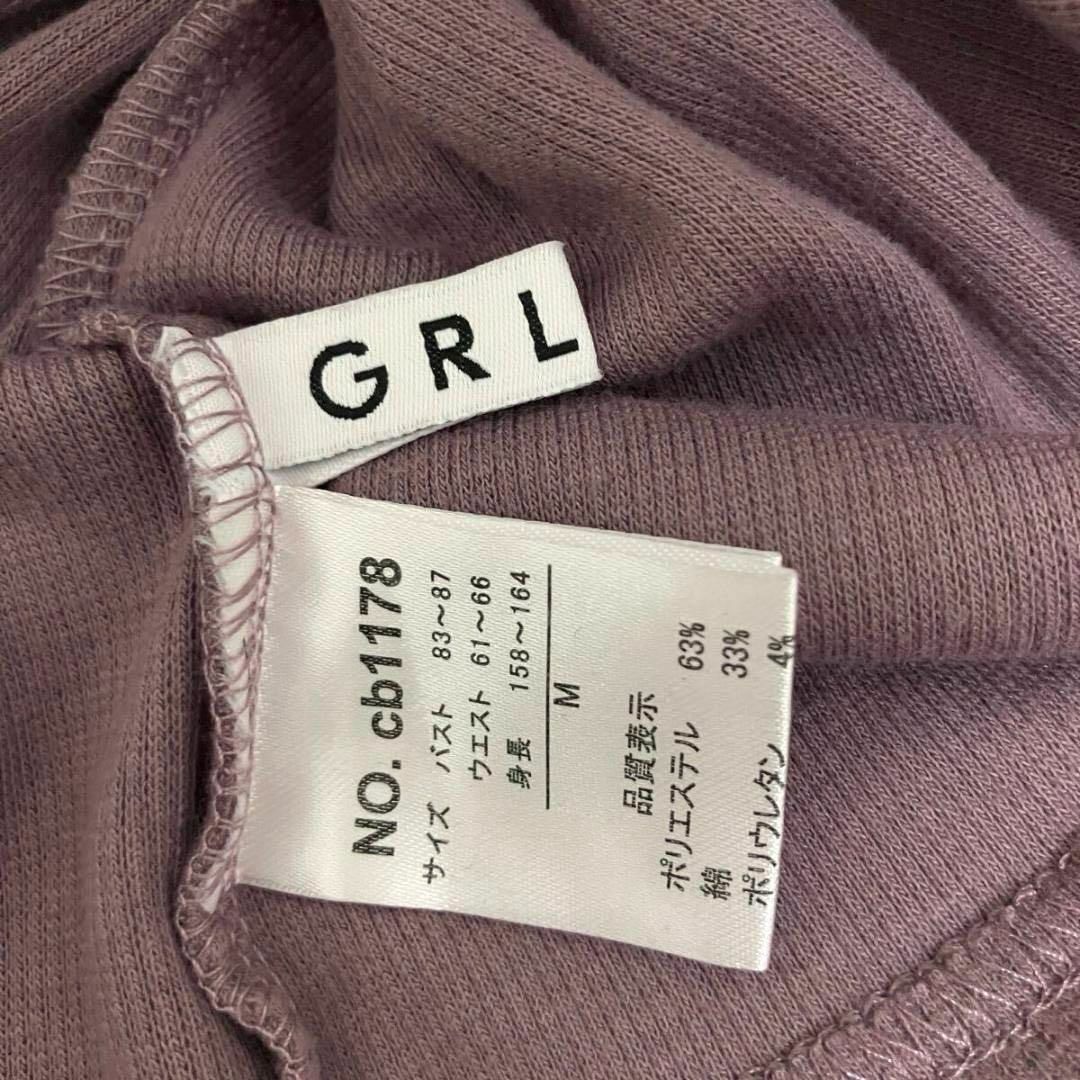 GRL
NO. cb1178
サイズ バスト 83~87
ウエスト 61~66
身長 158~164
M
品質表示
ポリエステル 63%
綿 33%
ポリウレタン 4%